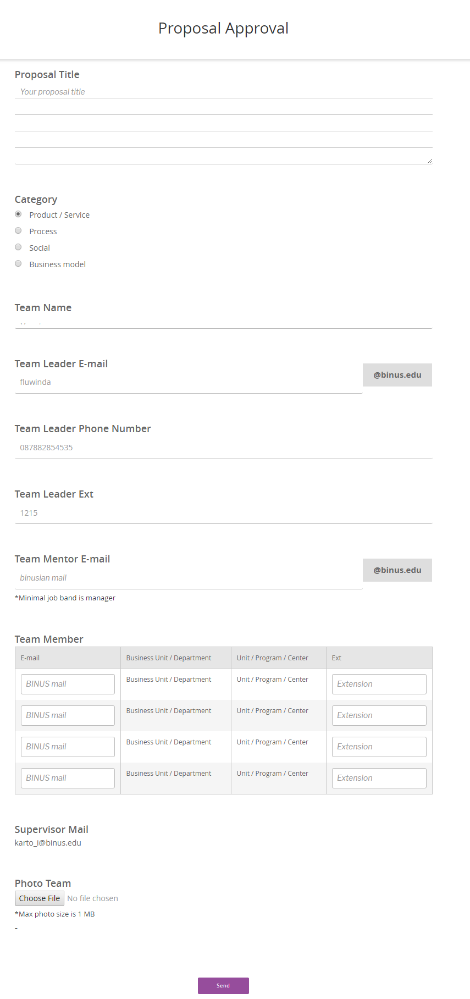 Proposal Approval
Proposal Title
Your proposal title
Category
Product / Service
Process
Social
Business model
Team Name
Team Leader E-mail
fluwinda
@binus.edu
Team Leader Phone Number
087882854535
Team Leader Ext
1215
Team Mentor E-mail
binusian mail
@binus.edu
*Minimal job band is manager
Team Member
E-mail Business Unit / Department Unit / Program / Center Ext
BINUS mail Business Unit / Department Unit / Program / Center Extension
BINUS mail Business Unit / Department Unit / Program / Center Extension
BINUS mail Business Unit / Department Unit / Program / Center Extension
BINUS mail Business Unit / Department Unit / Program / Center Extension
Supervisor Mail
karto_i@binus.edu
Photo Team
Choose File No file chosen
*Max photo size is 1 MB
-
Send